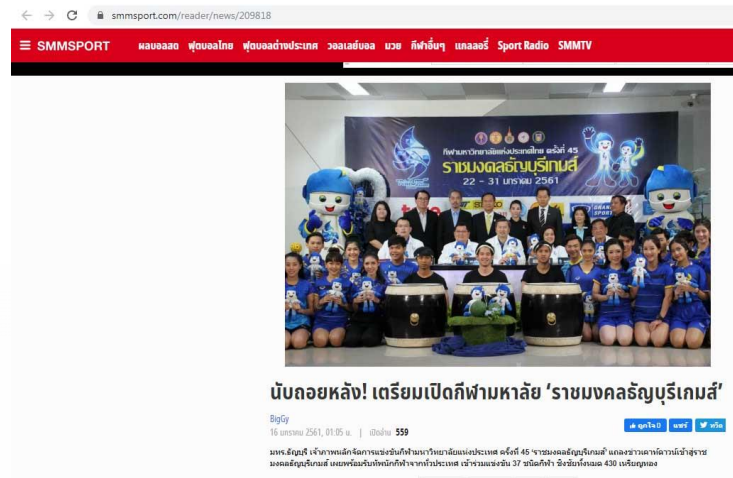 smmsport.com/reader/news/209818
SMMSPORT ผลบอลสด ฟุตบอลไทย ฟุตบอลต่างประเทศ วอลเลย์บอล มวย กีฬาอื่นๆ แกลลอรี่ Sport Radio SMMTV
กีฬามหาวิทยาลัยแห่งประเทศไทย ครั้งที่ 45
ราชมงคลธัญบุรีเกมส์
22 - 31 มกราคม 2561
GRAND SPORT
นับถอยหลัง! เตรียมเปิดกีฬามหาลัย ‘ราชมงคลธัญบุรีเกมส์’
BigGy
16 มกราคม 2561, 01:05 น. | เปิดอ่าน 559
ถูกใจ 0 แชร์ ทวีต
มทร.ธัญบุรี เจ้าภาพหลักจัดการแข่งขันกีฬามหาวิทยาลัยแห่งประเทศ ครั้งที่ 45 ‘ราชมงคลธัญบุรีเกมส์’ แถลงข่าวเคาท์ดาวน์เข้าสู่ราช
มงคลธัญบุรีเกมส์ เผยพร้อมรับทัพนักกีฬาจากทั่วประเทศ เข้าร่วมแข่งขัน 37 ชนิดกีฬา ชิงชัยทั้งหมด 430 เหรียญทอง